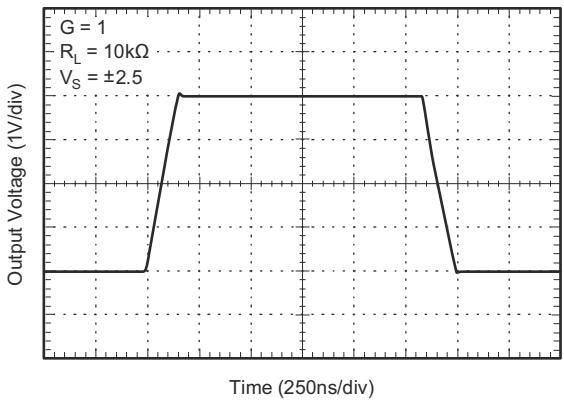 G = 1
R_L = 10kΩ
V_S = ±2.5
Output Voltage (1V/div)
Time (250ns/div)